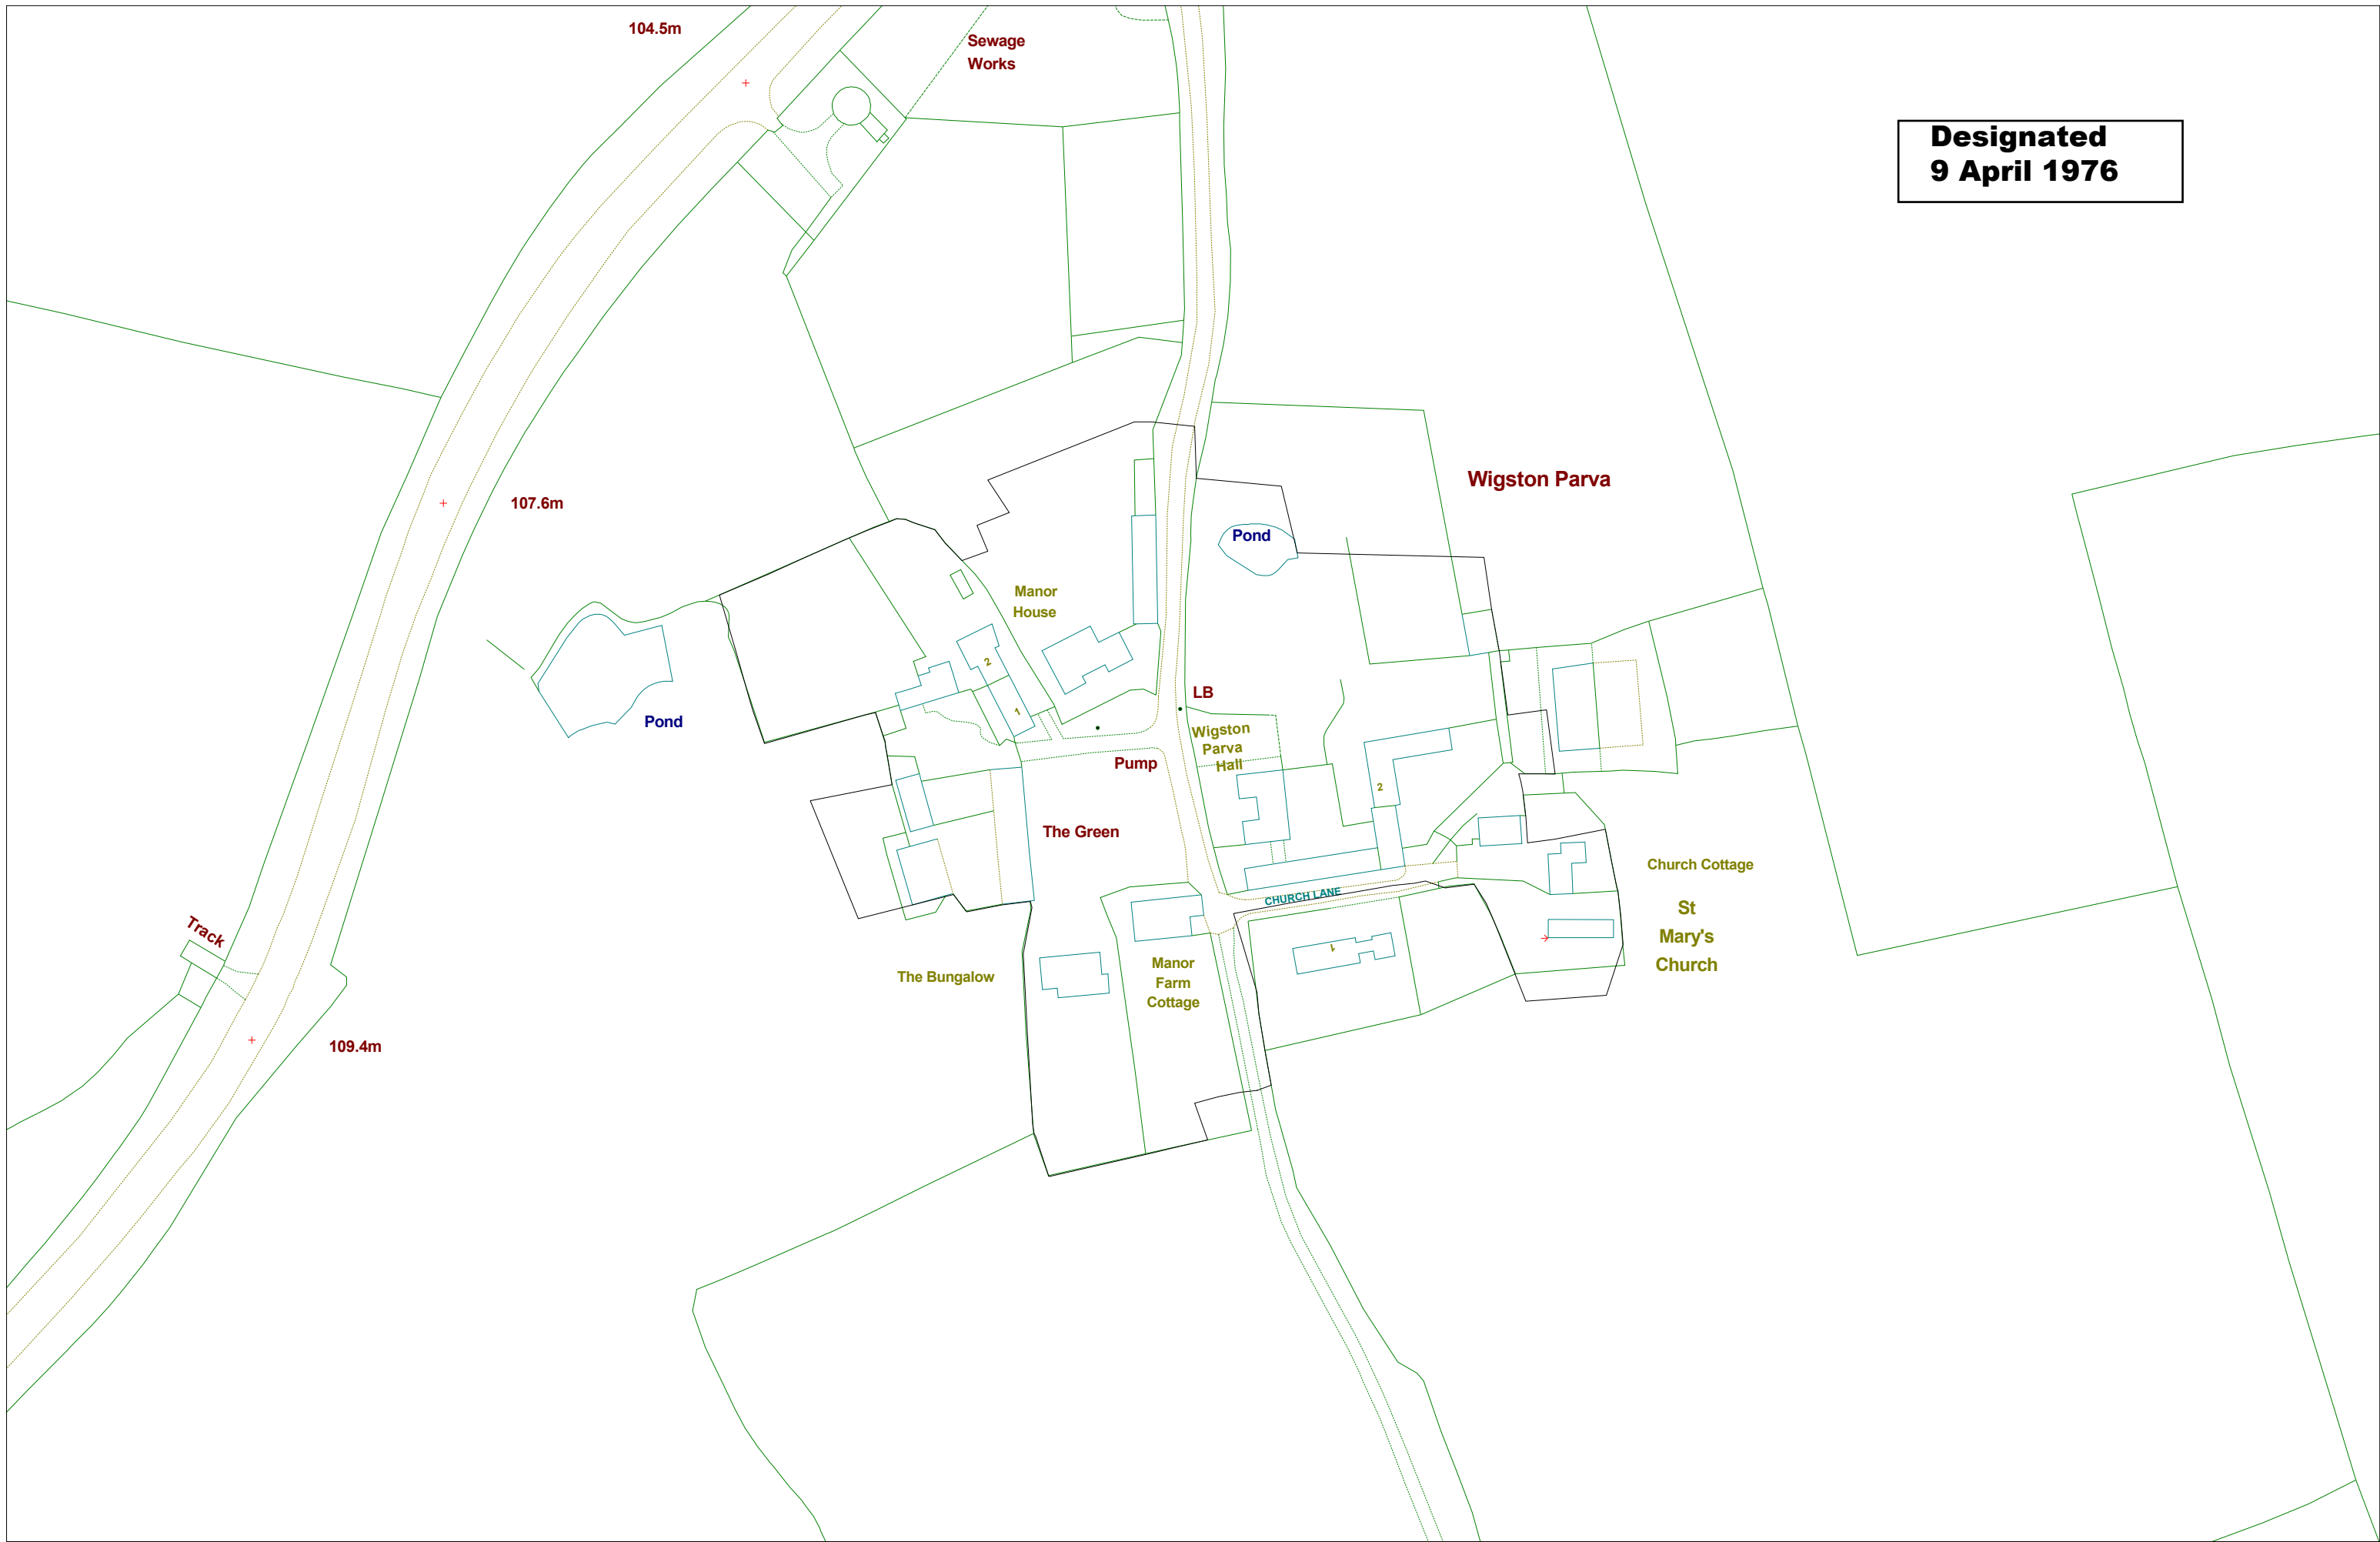 104.5m
Sewage
Works
Designated
9 April 1976
Wigston Parva
107.6m
Pond
Manor
House
2
1
LB
Pond
Wigston
Parva
Hall
Pump
2
The Green
Church Cottage
CHURCH LANE
St
Mary's
Church
Track
1
The Bungalow
Manor
Farm
Cottage
109.4m